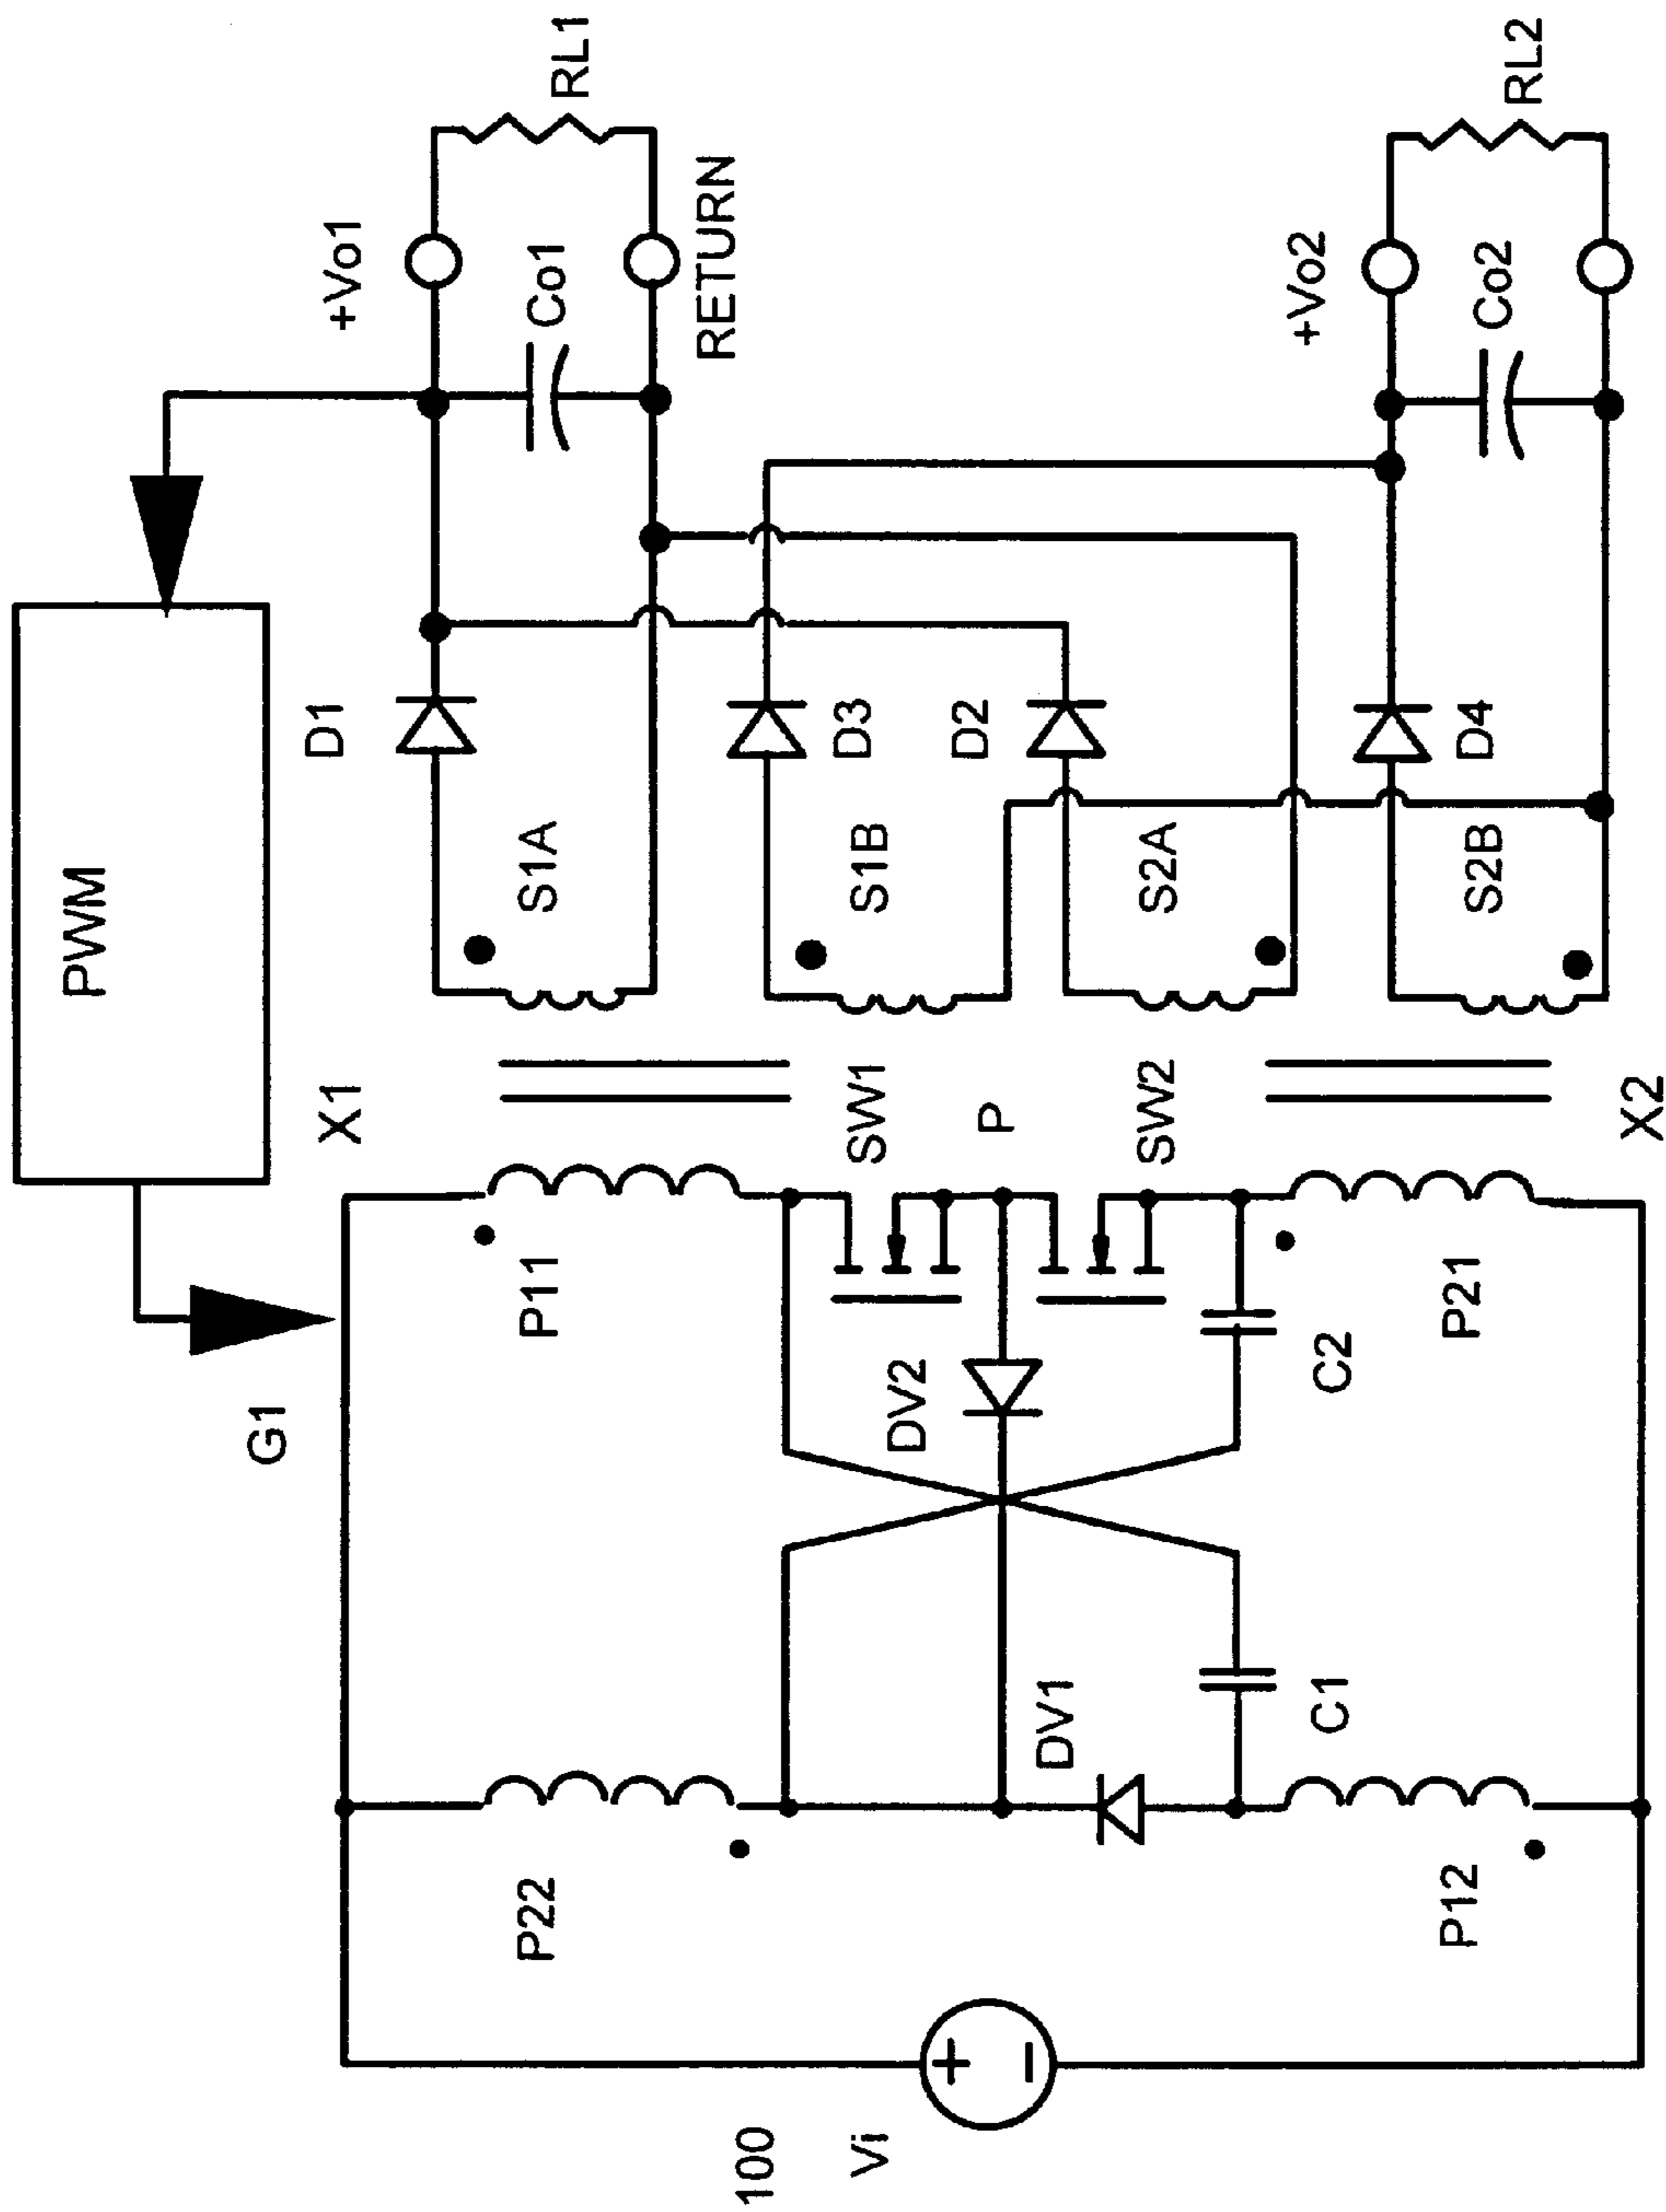 PWM
G1
X1
D1
+Vo1
RL1
P22
P11
S1A
Co1
RETURN
100
Vi
DV2
SW1
P
SW2
S1B
D3
D2
DV1
S2A
+Vo2
C1
C2
P12
P21
S2B
D4
Co2
RL2
X2
+
−